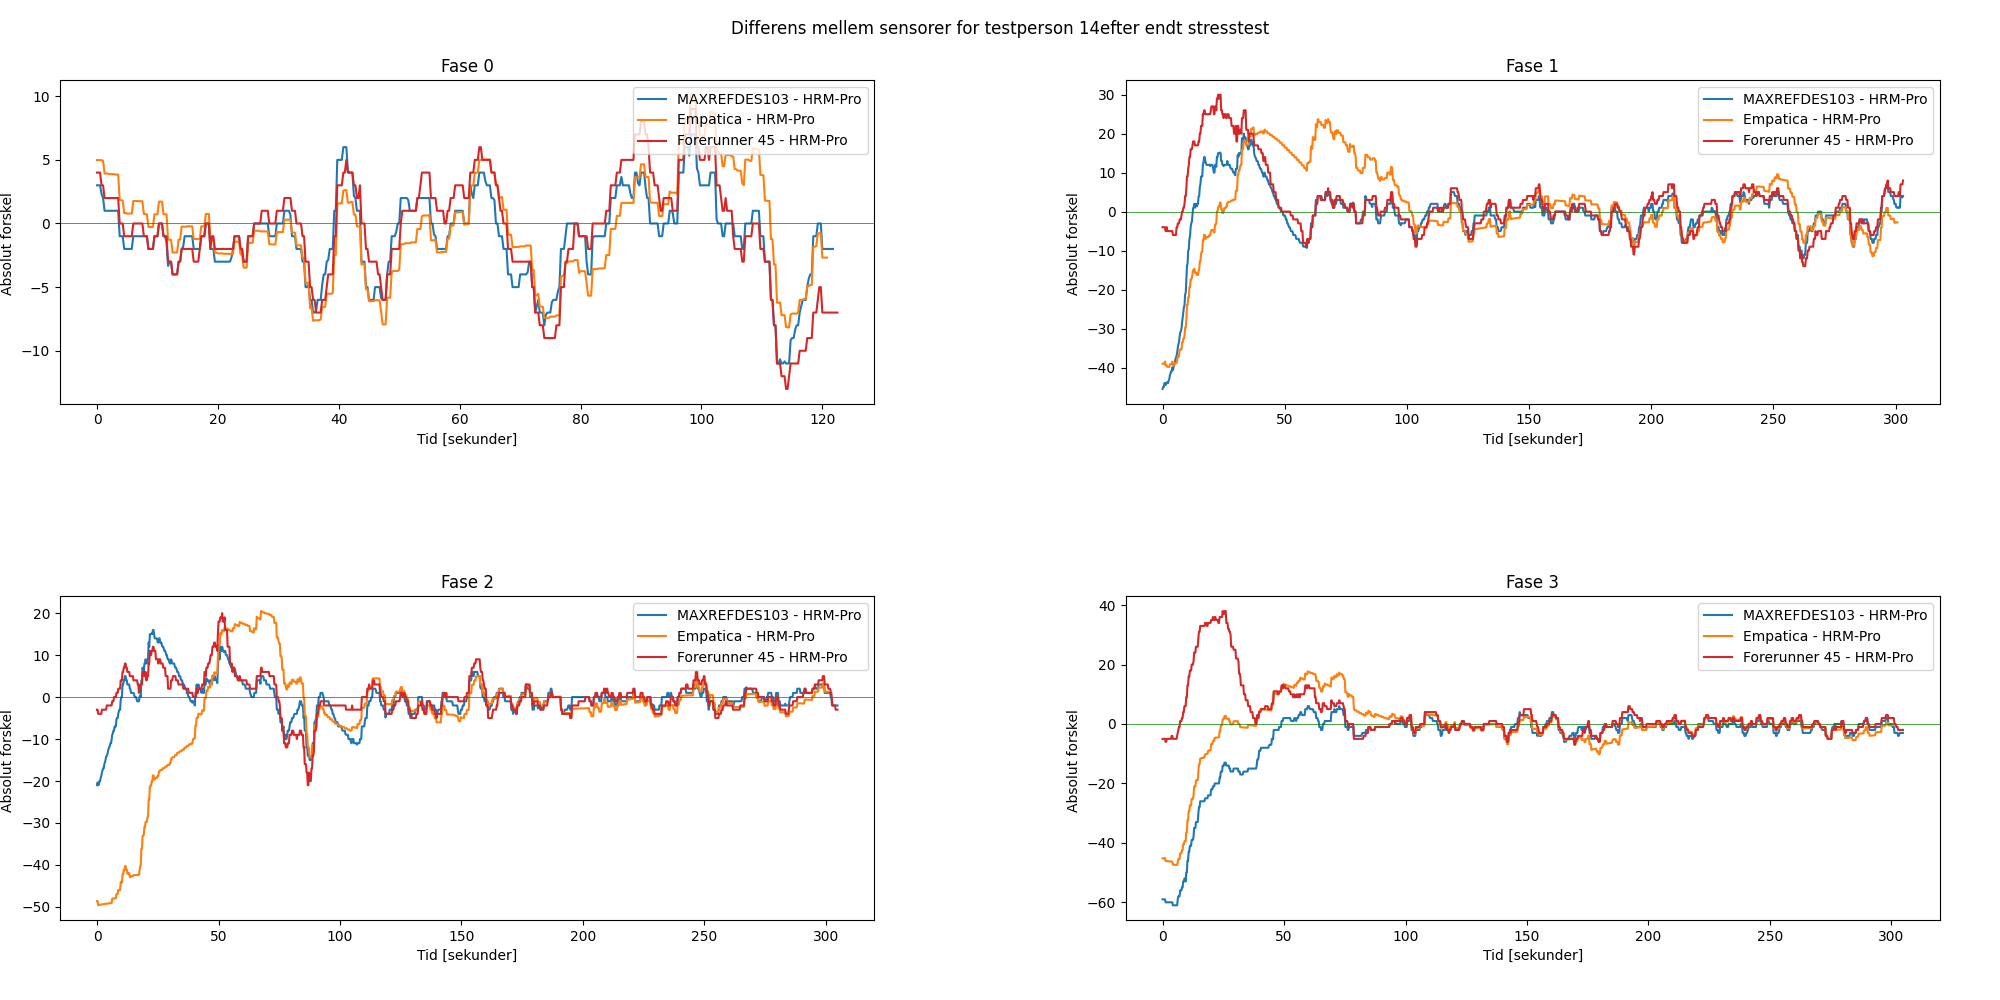 Differens mellem sensorer for testperson 14efter endt stresstest
Fase 0
Absolut forskel
10
5
0
−5
−10
MAXREFDES103 - HRM-Pro
Empatica - HRM-Pro
Forerunner 45 - HRM-Pro
0 20 40 60 80 100 120
Tid [sekunder]
Fase 1
Absolut forskel
30
20
10
0
−10
−20
−30
−40
MAXREFDES103 - HRM-Pro
Empatica - HRM-Pro
Forerunner 45 - HRM-Pro
0 50 100 150 200 250 300
Tid [sekunder]
Fase 2
Absolut forskel
20
10
0
−10
−20
−30
−40
−50
MAXREFDES103 - HRM-Pro
Empatica - HRM-Pro
Forerunner 45 - HRM-Pro
0 50 100 150 200 250 300
Tid [sekunder]
Fase 3
Absolut forskel
40
20
0
−20
−40
−60
MAXREFDES103 - HRM-Pro
Empatica - HRM-Pro
Forerunner 45 - HRM-Pro
0 50 100 150 200 250 300
Tid [sekunder]